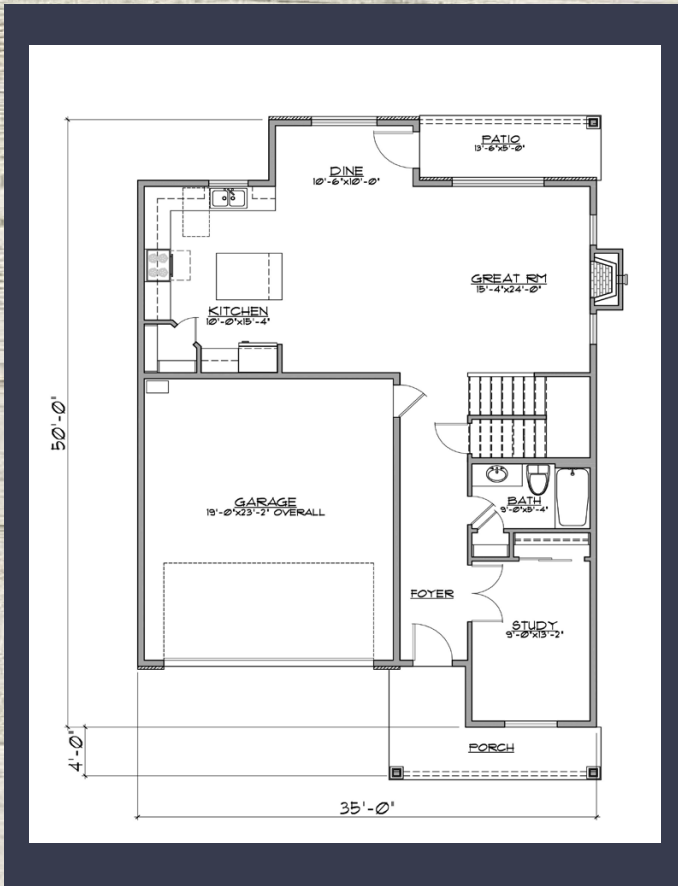 PATIO
13'-6"x5'-0"
DINE
10'-6"x10'-0"
GREAT RM
15'-4"x24'-0"
KITCHEN
10'-0"x15'-4"
50'-0"
GARAGE
19'-0"x23'-2" OVERALL
BATH
9'-0"x5'-4"
FOYER
STUDY
9'-0"x13'-2"
4'-0"
PORCH
35'-0"